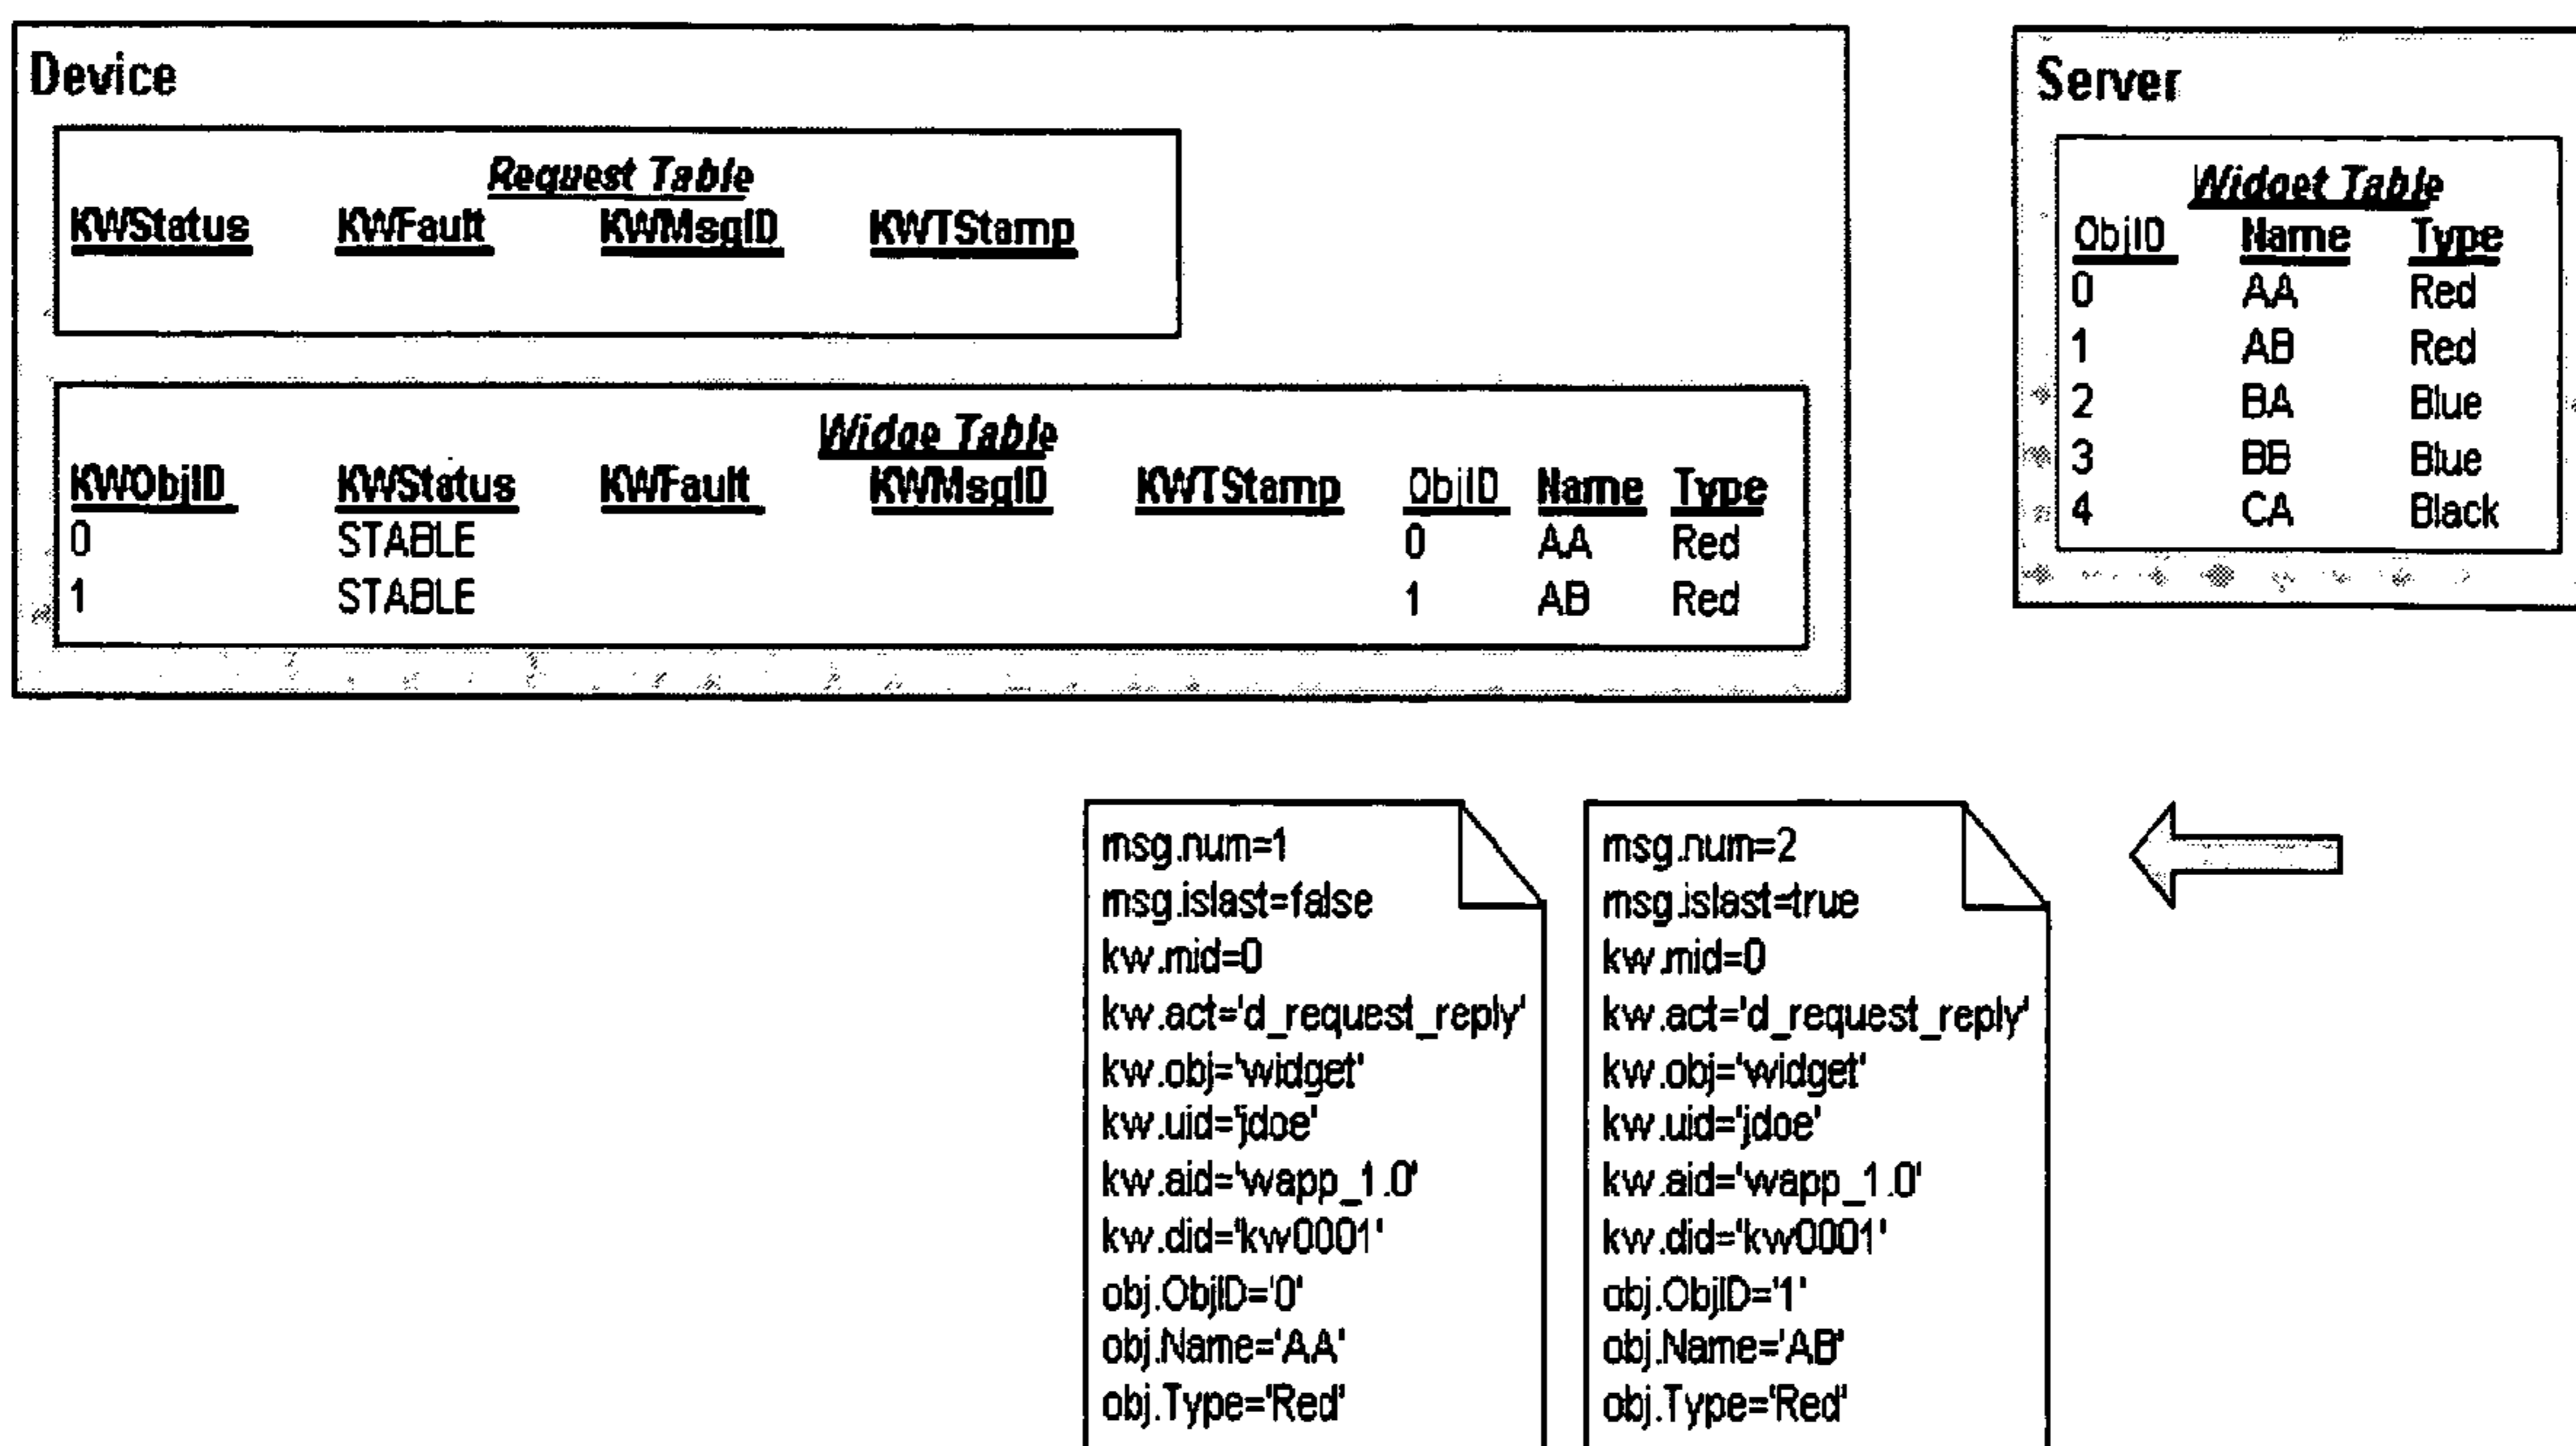 Device
Request Table
KWStatus KWFault KWMsgID KWTStamp
Widge Table
KWObjID KWStatus KWFault KWMsgID KWTStamp ObjID Name Type
0 STABLE 0 AA Red
1 STABLE 1 AB Red
Server
Widget Table
ObjID Name Type
0 AA Red
1 AB Red
2 BA Blue
3 BB Blue
4 CA Black
msg.num=1
msg.islast=false
kw.mid=0
kw.act='d_request_reply'
kw.obj='widget'
kw.uid='jdoe'
kw.aid='wapp_1.0'
kw.did='kw0001'
obj.ObjID='0'
obj.Name='AA'
obj.Type='Red'
msg.num=2
msg.islast=true
kw.mid=0
kw.act='d_request_reply'
kw.obj='widget'
kw.uid='jdoe'
kw.aid='wapp_1.0'
kw.did='kw0001'
obj.ObjID='1'
obj.Name='AB'
obj.Type='Red'